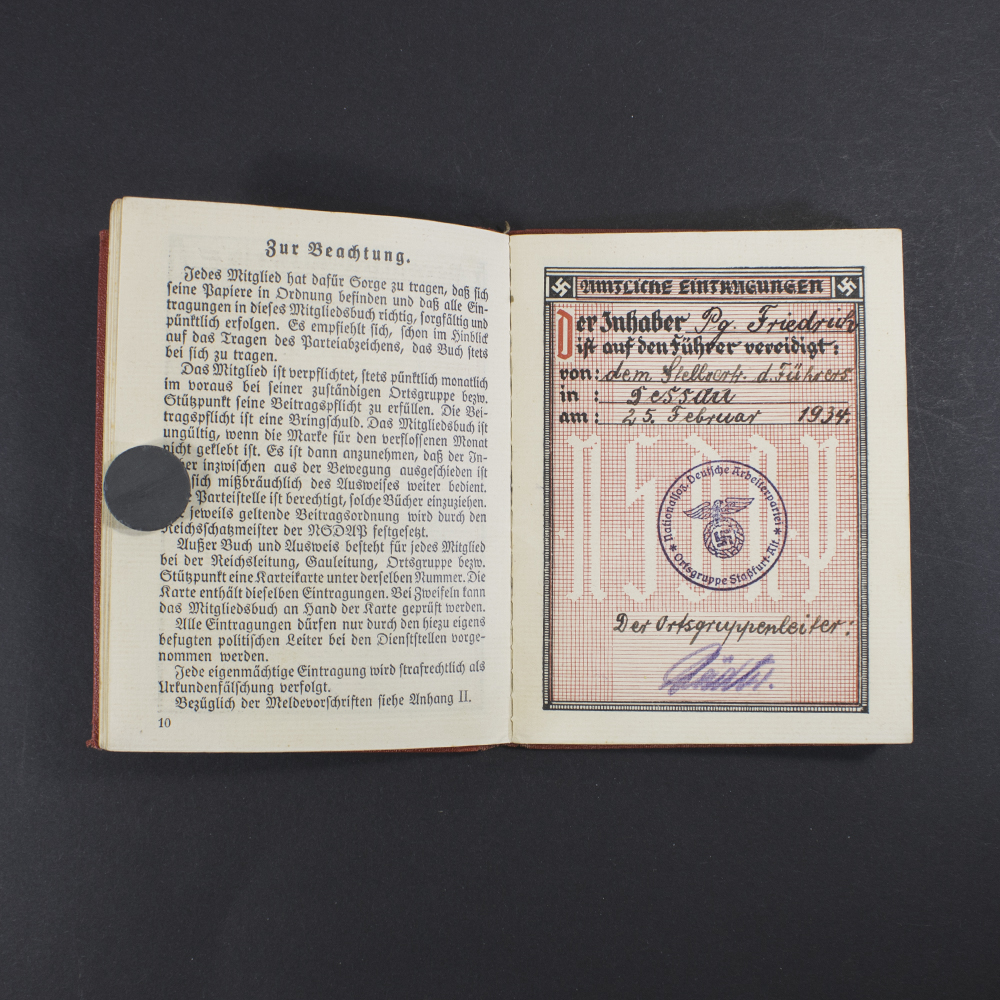 Zur Beachtung.
Jedes Mitglied hat dafür Sorge zu tragen, daß sich
seine Papiere in Ordnung befinden und daß alle Ein-
tragungen in dieses Mitgliedsbuch richtig, sorgfältig und
pünktlich erfolgen. Es empfiehlt sich, schon im Hinblick
auf das Tragen des Parteiabzeichens, das Buch stets
bei sich zu tragen.
Das Mitglied ist verpflichtet, stets pünktlich monatlich
im voraus bei seiner zuständigen Ortsgruppe bezw.
Stützpunkt seine Beitragspflicht zu erfüllen. Die Bei-
tragspflicht ist eine Bringschuld. Das Mitgliedsbuch ist
ungültig, wenn die Marke für den verflossenen Monat
nicht geklebt ist. Es ist dann anzunehmen, daß der In-
inzwischen aus der Bewegung ausgeschieden ist
sich mißbräuchlich des Ausweises weiter bedient.
Parteistelle ist berechtigt, solche Bücher einzuziehen.
jeweils geltende Beitragsordnung wird durch den
Reichsschatzmeister der NSDAP festgesetzt.
Außer Buch und Ausweis besteht für jedes Mitglied
bei der Reichsleitung, Gauleitung, Ortsgruppe bezw.
Stützpunkt eine Karteikarte unter derselben Nummer. Die
Karte enthält dieselben Eintragungen. Bei Zweifeln kann
das Mitgliedsbuch an Hand der Karte geprüft werden.
Alle Eintragungen dürfen nur durch den hiezu eigens
befugten politischen Leiter bei den Dienststellen vorge-
nommen werden.
Jede eigenmächtige Eintragung wird strafrechtlich als
Urkundenfälschung verfolgt.
Bezüglich der Meldevorschriften siehe Anhang II.
10
AMTLICHE EINTRAGUNGEN
Der Inhaber Pg. Friedrich
ist auf den Führer vereidigt:
von: dem Stellvertr. d. Führers
in : Dessau
am : 25. Februar 1934.
NSDAP
Nationalsoz. Deutsche Arbeiterpartei
Ortsgruppe Staßfurt-Alt
Der Ortsgruppenleiter: